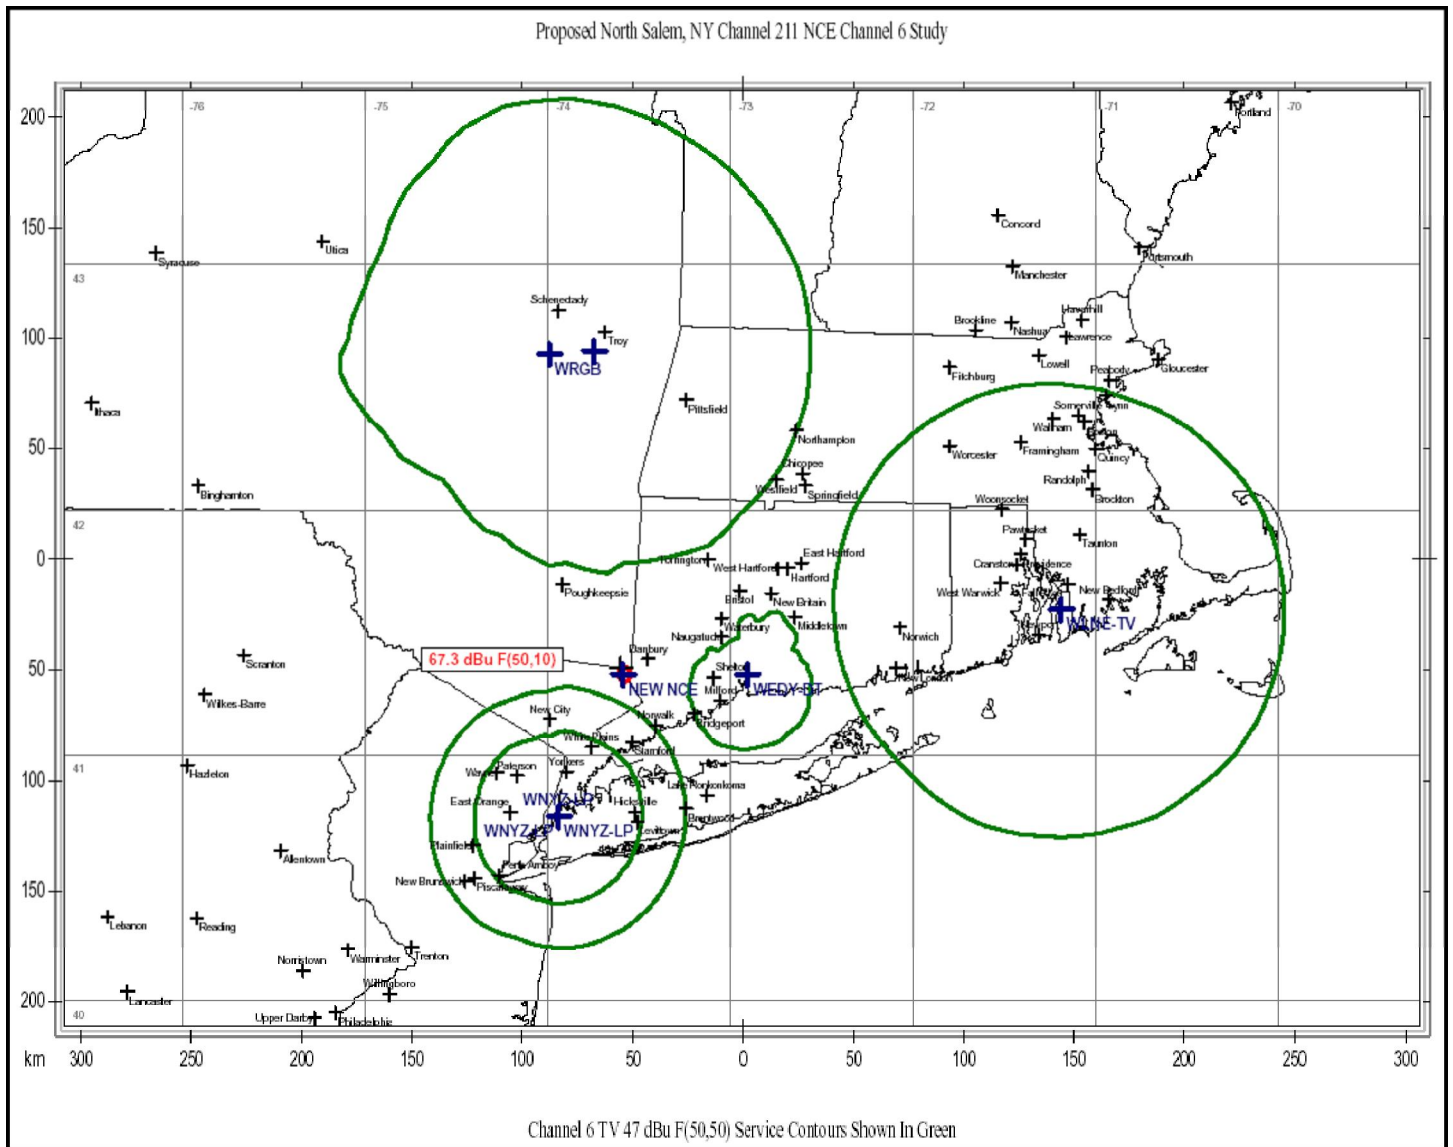 Proposed North Salem, NY Channel 211 NCE Channel 6 Study
-76 -75 -74 -73 -72 -71 -70
200
Portland
150
Concord
Utica
Syracuse
Portsmouth
43
Manchester
Schenectady
Haverhill
Brookline
Nashua
100
Troy
Lawrence
WRGB
Lowell
Gloucester
Peabody
Fitchburg
Ithaca
Pittsfield
Somerville Lynn
Waltham
50
Northampton
Worcester
Framingham
Quincy
Chicopee
Randolph
Binghamton
Westfield
Springfield
Woonsocket
Brockton
42
Pawtucket
Taunton
0
Torrington
East Hartford
West Hartford
Hartford
Cranston
Providence
Poughkeepsie
Bristol
New Britain
West Warwick
New Bedford
Waterbury
Middletown
WLNE-TV
Naugatuck
Norwich
Danbury
Scranton
67.3 dBu F(50,10)
50
Shelton
New London
NEW NCE
WEDY-DT
Milford
Wilkes-Barre
New City
Norwalk
Bridgeport
White Plains
Stamford
41
Hazleton
Wayne
Paterson
Yonkers
100
Lake Ronkonkoma
East Orange
WNYZ-LP
Hicksville
Brentwood
WNYZ-LP
WNYZ-LP
Levittown
Plainfield
Allentown
Perth Amboy
New Brunswick
Piscataway
150
Lebanon
Reading
Norristown
Warminster
Trenton
Willingboro
Lancaster
200
40
Upper Darby
Philadelphia
km 300 250 200 150 100 50 0 50 100 150 200 250 300
Channel 6 TV 47 dBu F(50,50) Service Contours Shown In Green